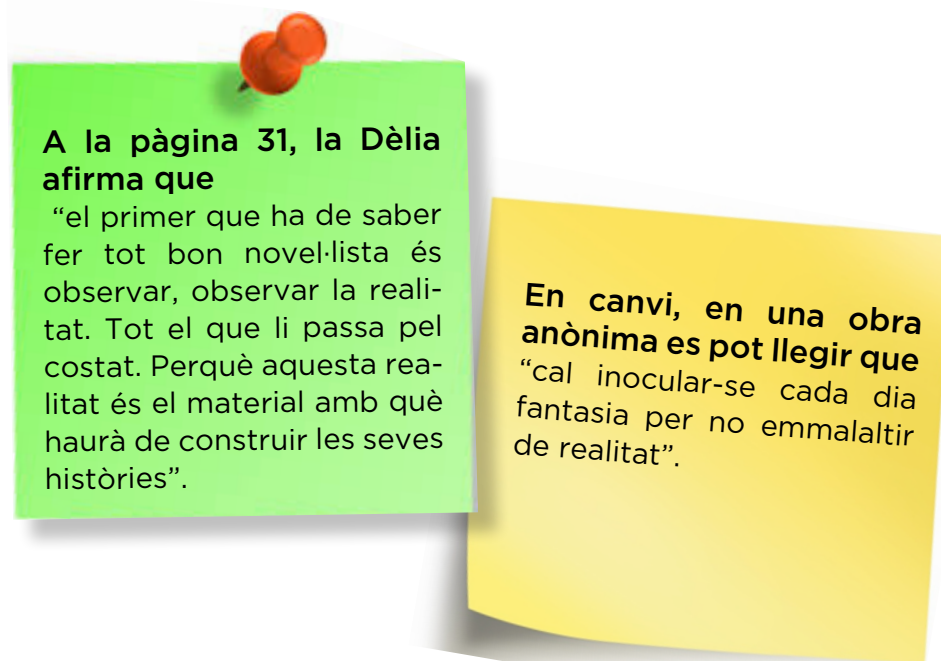 A la pàgina 31, la Dèlia
afirma que
“el primer que ha de saber
fer tot bon novel·lista és
observar, observar la reali-
tat. Tot el que li passa pel
costat. Perquè aquesta rea-
litat és el material amb què
haurà de construir les seves
històries”.
En canvi, en una obra
anònima es pot llegir que
“cal inocular-se cada dia
fantasia per no emmalaltir
de realitat”.